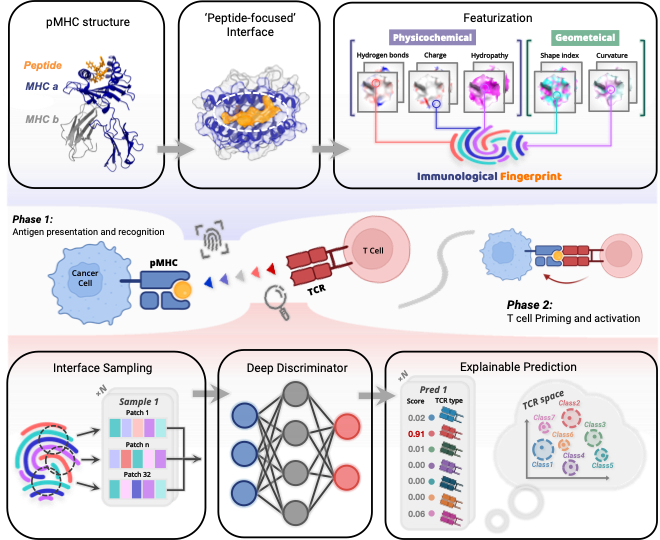 pMHC structure
Peptide
MHC a
MHC b
‘Peptide-focused’
Interface
Featurization
Physicochemical
Geometeical
Hydrogen bonds
Charge
Hydropathy
Shape index
Curvature
Immunological Fingerprint
Phase 1:
Antigen presentation and recognition
Cancer
Cell
pMHC
TCR
T Cell
Phase 2:
T cell Priming and activation
Interface Sampling
×N
Sample 1
Patch 1
Patch n
Patch 32
Deep Discriminator
Explainable Prediction
×N
Pred 1
Score TCR type
0.02
0.91
0.01
0.00
0.00
0.00
0.06
TCR space
Class2
Class7
Class3
Class6
Class1
Class4
Class5